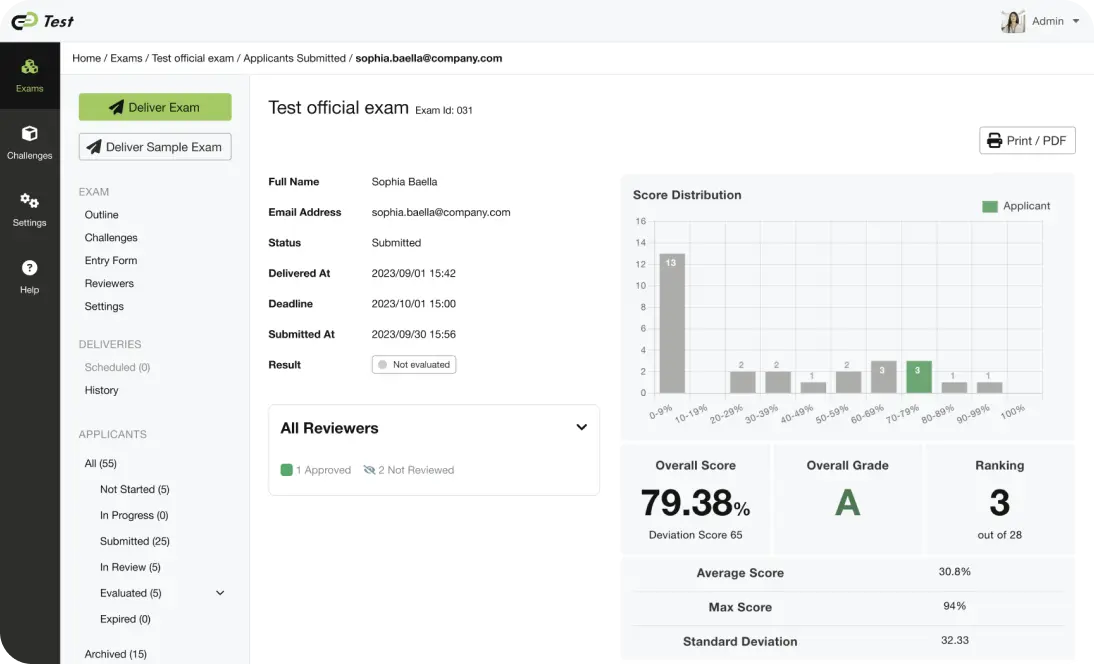 Test
Admin
Home / Exams / Test official exam / Applicants Submitted / sophia.baella@company.com
Exams
Challenges
Settings
Help
Deliver Exam
Deliver Sample Exam
EXAM
Outline
Challenges
Entry Form
Reviewers
Settings
DELIVERIES
Scheduled (0)
History
APPLICANTS
All (55)
Not Started (5)
In Progress (0)
Submitted (25)
In Review (5)
Evaluated (5)
Expired (0)
Archived (15)
Test official exam Exam Id: 031
Print / PDF
Full Name Sophia Baella
Email Address sophia.baella@company.com
Status Submitted
Delivered At 2023/09/01 15:42
Deadline 2023/10/01 15:00
Submitted At 2023/09/30 15:56
Result Not evaluated
All Reviewers
1 Approved 2 Not Reviewed
Score Distribution
Applicant
16
14
12
10
8
6
4
2
0
13 2 2 1 2 3 3 1 1
0-9% 10-19% 20-29% 30-39% 40-49% 50-59% 60-69% 70-79% 80-89% 90-99% 100%
Overall Score
79.38%
Deviation Score 65
Overall Grade
A
Ranking
3
out of 28
Average Score 30.8%
Max Score 94%
Standard Deviation 32.33